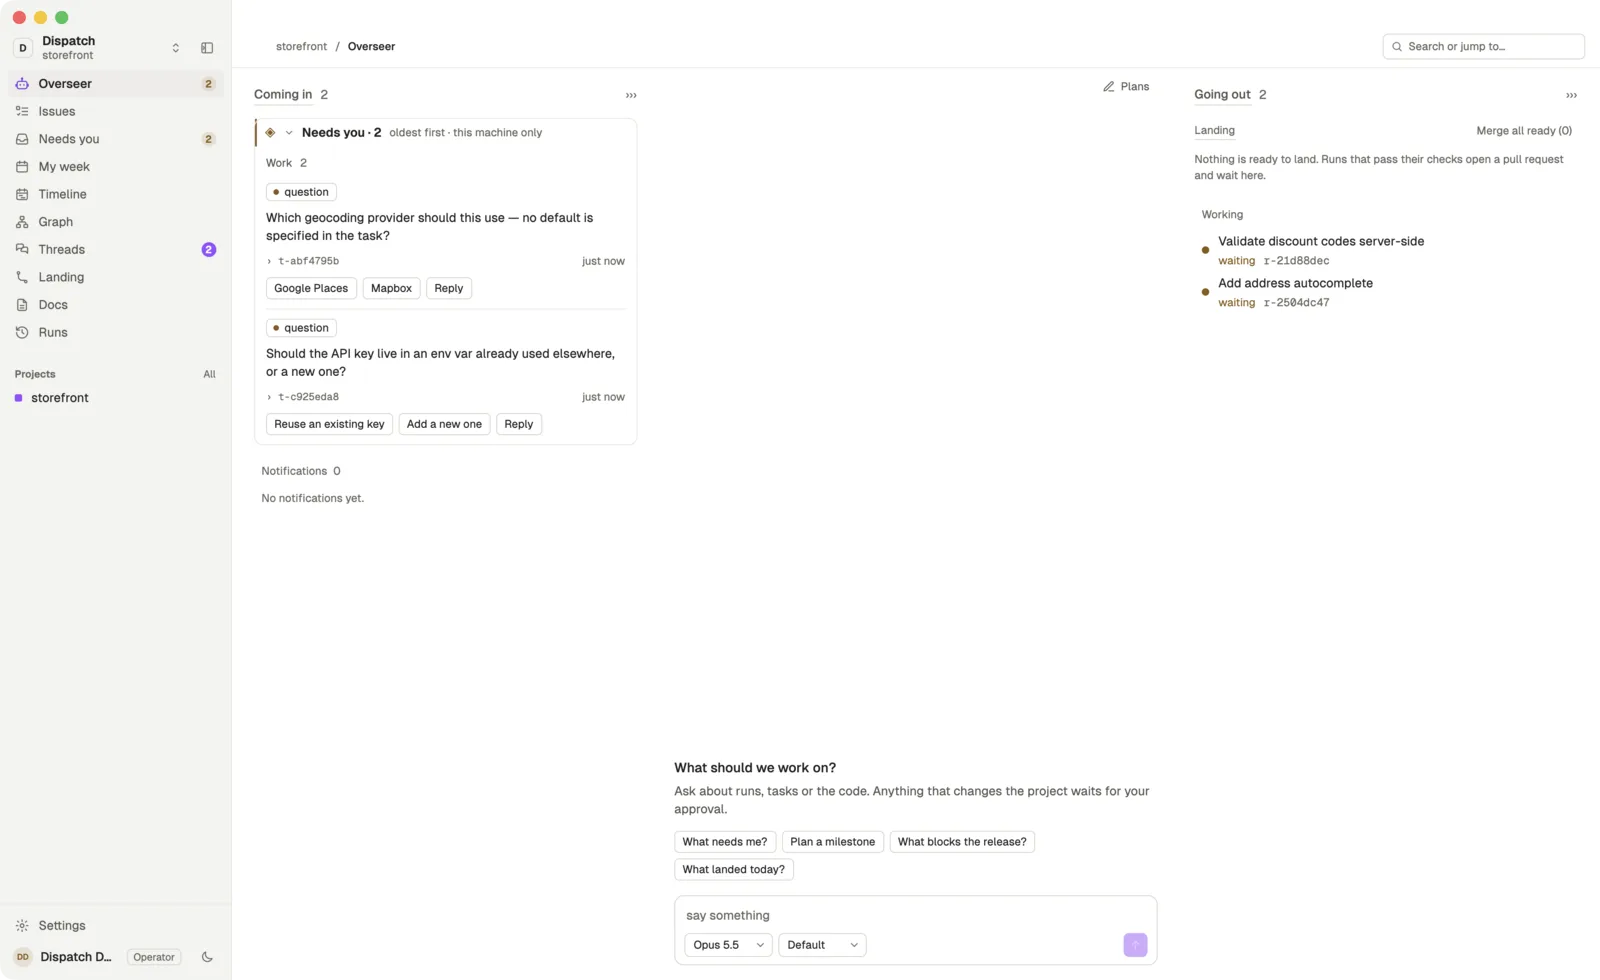 D
Dispatch
storefront
Overseer 2
Issues
Needs you 2
My week
Timeline
Graph
Threads 2
Landing
Docs
Runs
Projects All
storefront
Settings
DD Dispatch D... Operator
storefront / Overseer
Search or jump to...
Coming in 2
Needs you · 2 oldest first · this machine only
Work 2
question
Which geocoding provider should this use — no default is
specified in the task?
› t-abf4795b just now
Google Places Mapbox Reply
question
Should the API key live in an env var already used elsewhere,
or a new one?
› t-c925eda8 just now
Reuse an existing key Add a new one Reply
Notifications 0
No notifications yet.
Plans
What should we work on?
Ask about runs, tasks or the code. Anything that changes the project waits for your
approval.
What needs me? Plan a milestone What blocks the release?
What landed today?
say something
Opus 5.5 Default
Going out 2
Landing Merge all ready (0)
Nothing is ready to land. Runs that pass their checks open a pull request
and wait here.
Working
Validate discount codes server-side
waiting r-21d88dec
Add address autocomplete
waiting r-2504dc47